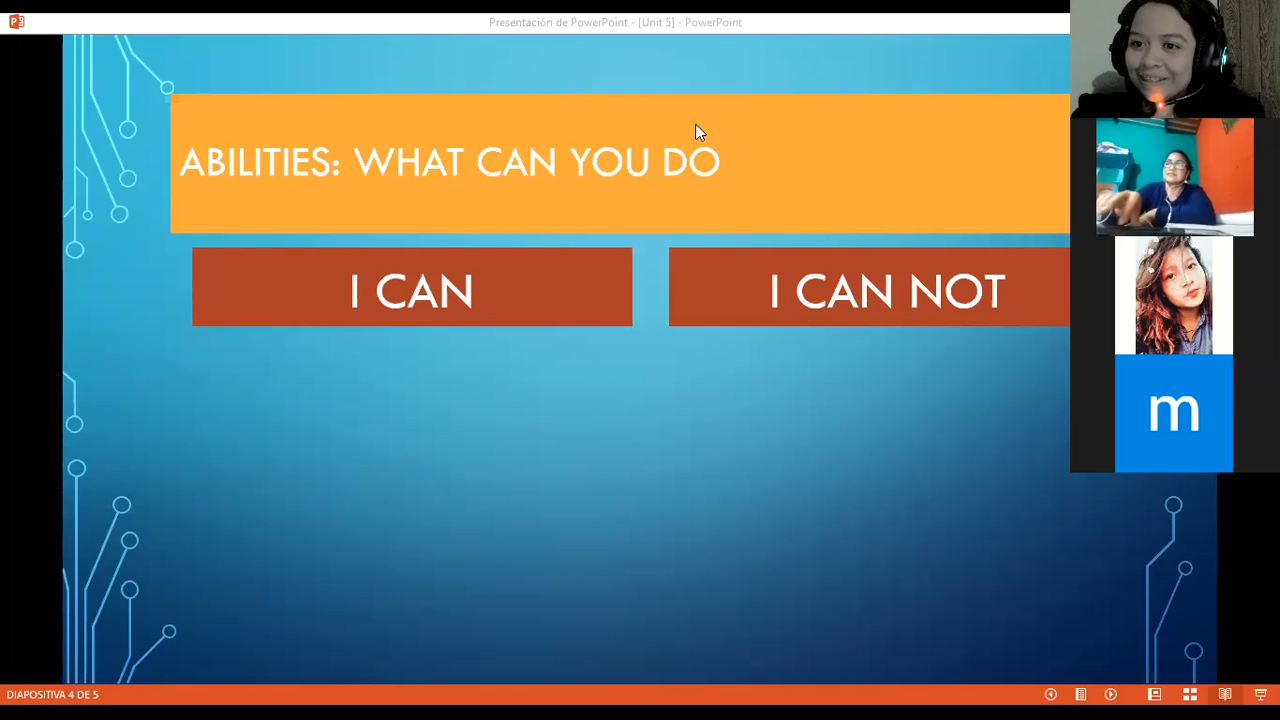 Presentación de PowerPoint - [Unit 5] - PowerPoint
ABILITIES: WHAT CAN YOU DO
I CAN
I CAN NOT
m
DIAPOSITIVA 4 DE 5